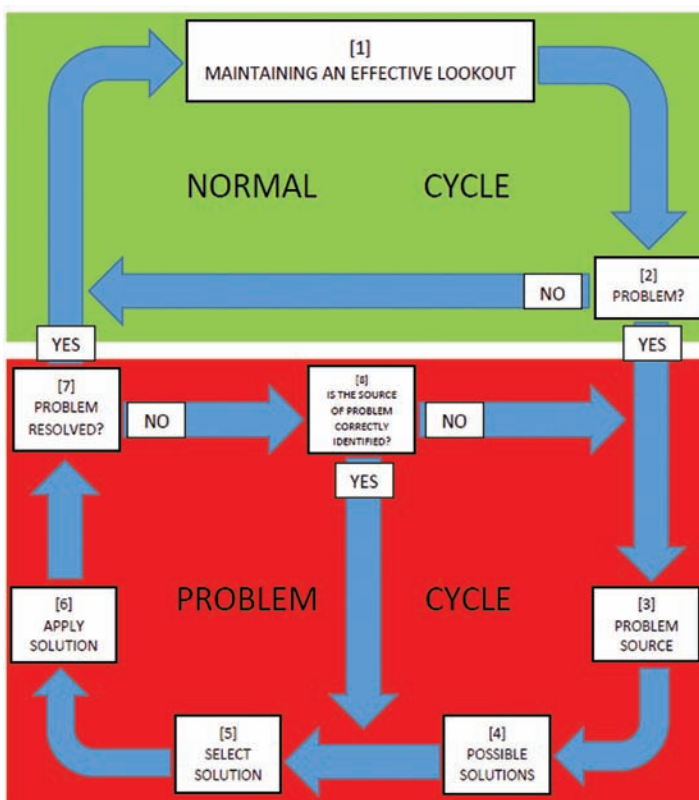 [1]
MAINTAINING AN EFFECTIVE LOOKOUT
NORMAL CYCLE
[2]
PROBLEM?
NO
YES
YES
[7]
PROBLEM
RESOLVED?
NO
[8]
IS THE SOURCE
OF PROBLEM
CORRECTLY
IDENTIFIED?
NO
YES
[6]
APPLY
SOLUTION
PROBLEM CYCLE
[3]
PROBLEM
SOURCE
[5]
SELECT
SOLUTION
[4]
POSSIBLE
SOLUTIONS